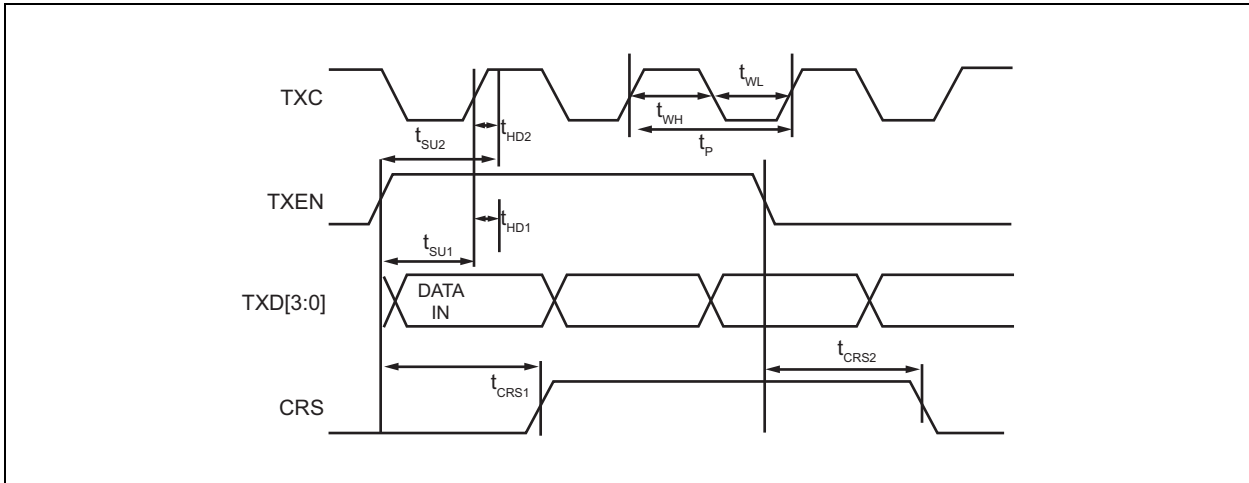 TXC
t_WL
t_WH
t_P
t_HD2
t_SU2
TXEN
t_HD1
t_SU1
TXD[3:0]
DATA
IN
t_CRS2
t_CRS1
CRS